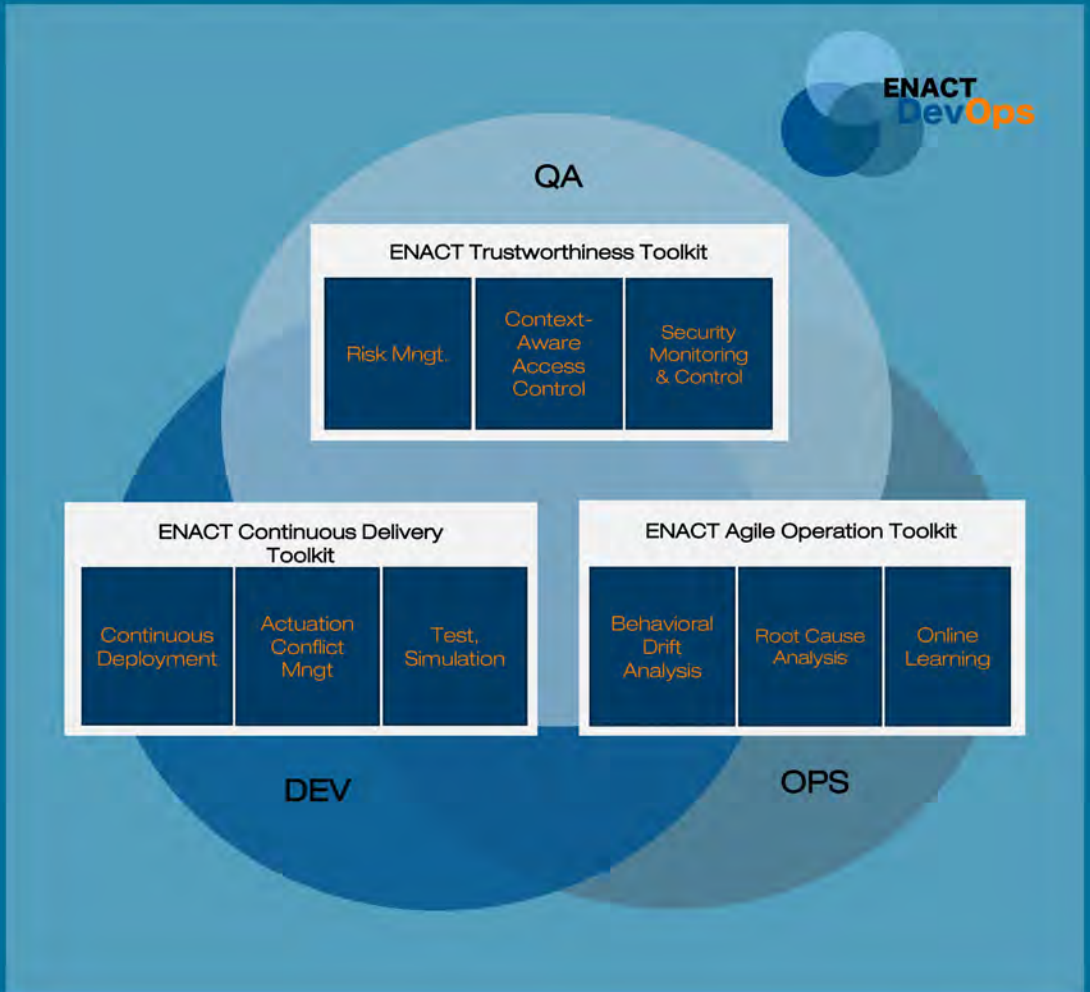 ENACT
DevOps
QA
ENACT Trustworthiness Toolkit
Risk Mngt.
Context-
Aware
Access
Control
Security
Monitoring
& Control
ENACT Continuous Delivery
Toolkit
Continuous
Deployment
Actuation
Conflict
Mngt
Test,
Simulation
ENACT Agile Operation Toolkit
Behavioral
Drift
Analysis
Root Cause
Analysis
Online
Learning
DEV
OPS